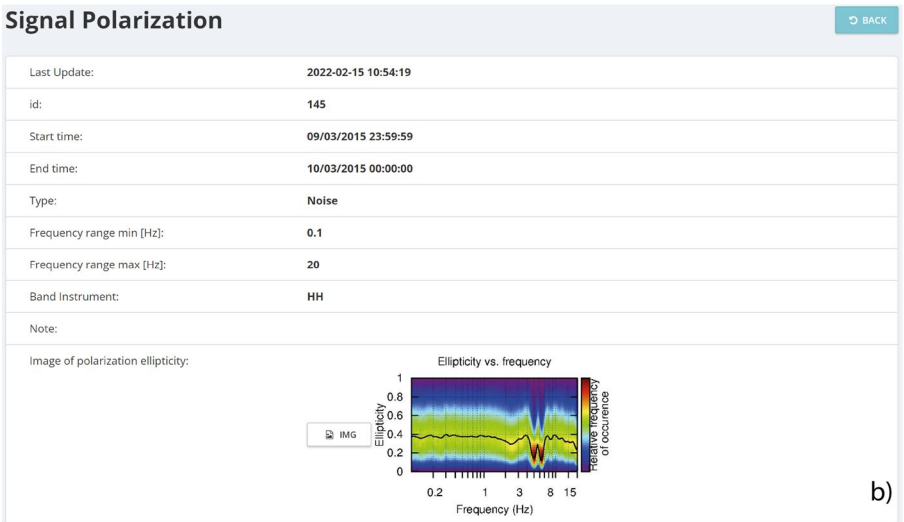 Signal Polarization
BACK
Last Update: 2022-02-15 10:54:19
id: 145
Start time: 09/03/2015 23:59:59
End time: 10/03/2015 00:00:00
Type: Noise
Frequency range min [Hz]: 0.1
Frequency range max [Hz]: 20
Band Instrument: HH
Note:
Image of polarization ellipticity:
IMG
Ellipticity vs. frequency
Ellipticity
1
0.8
0.6
0.4
0.2
0
0.2 1 3 8 15
Frequency (Hz)
Relative frequency
of occurence
b)